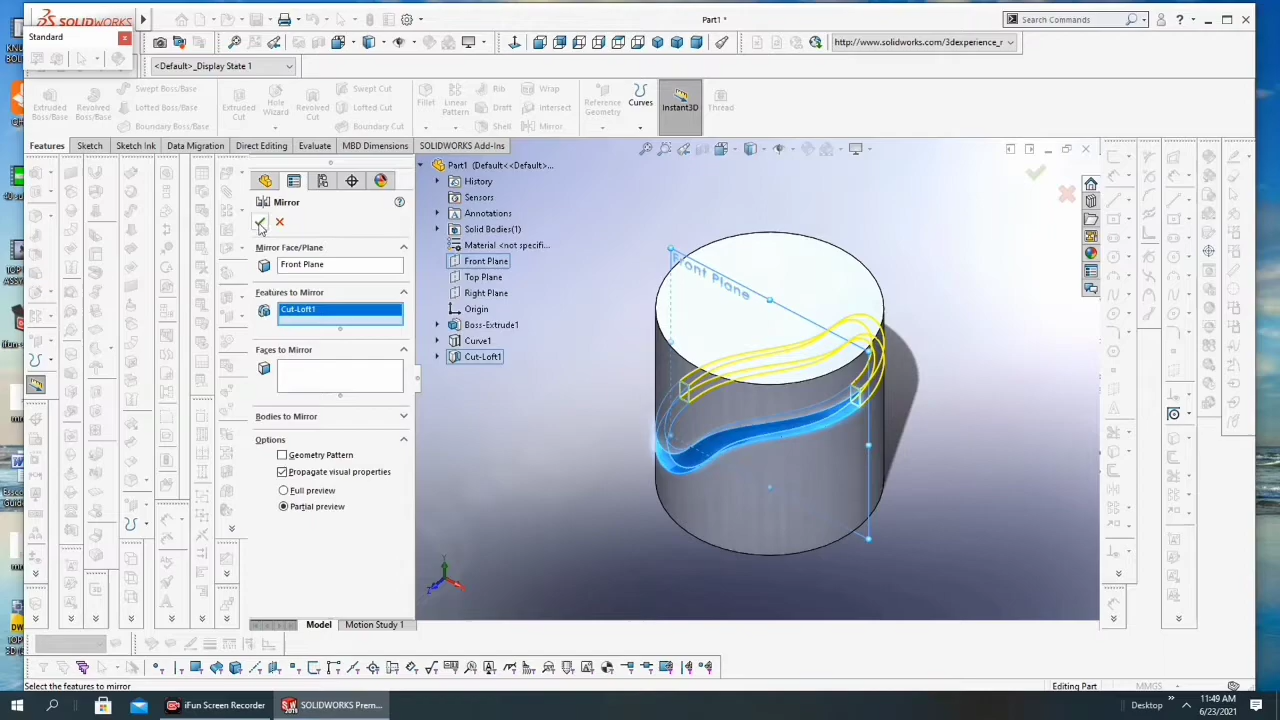 SOLIDWORKS
Part1 *
Search Commands
Standard
http://www.solidworks.com/3dexperience_r
<Default>_Display State 1
Extruded Boss/Base
Revolved Boss/Base
Swept Boss/Base
Lofted Boss/Base
Boundary Boss/Base
Extruded Cut
Hole Wizard
Revolved Cut
Swept Cut
Lofted Cut
Boundary Cut
Fillet
Linear Pattern
Rib
Draft
Shell
Wrap
Intersect
Mirror
Reference Geometry
Curves
Instant3D
Thread
Features
Sketch
Sketch Ink
Data Migration
Direct Editing
Evaluate
MBD Dimensions
SOLIDWORKS Add-Ins
Mirror
Mirror Face/Plane
Front Plane
Features to Mirror
Cut-Loft1
Faces to Mirror
Bodies to Mirror
Options
Geometry Pattern
Propagate visual properties
Full preview
Partial preview
Part1 (Default<<Default>...
History
Sensors
Annotations
Solid Bodies(1)
Material <not specifi...
Front Plane
Top Plane
Right Plane
Origin
Boss-Extrude1
Curve1
Cut-Loft1
Front Plane
Model
Motion Study 1
Select the features to mirror
Editing Part
MMGS
iFun Screen Recorder
SOLIDWORKS Prem...
Desktop
11:49 AM
6/23/2021